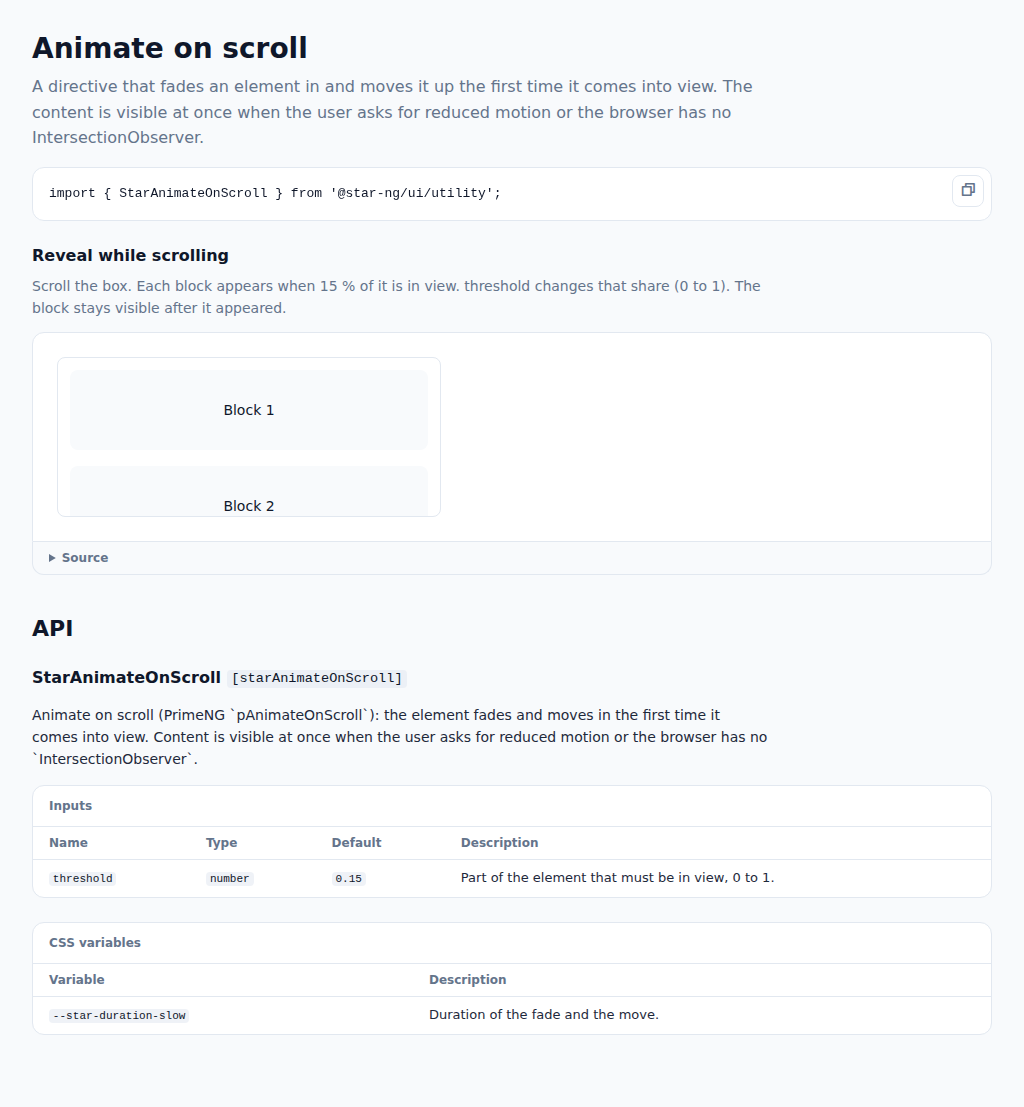 Animate on scroll
A directive that fades an element in and moves it up the first time it comes into view. The
content is visible at once when the user asks for reduced motion or the browser has no
IntersectionObserver.
import { StarAnimateOnScroll } from '@star-ng/ui/utility';
Reveal while scrolling
Scroll the box. Each block appears when 15 % of it is in view. threshold changes that share (0 to 1). The
block stays visible after it appeared.
Block 1
Block 2
Source
API
StarAnimateOnScroll [starAnimateOnScroll]
Animate on scroll (PrimeNG `pAnimateOnScroll`): the element fades and moves in the first time it
comes into view. Content is visible at once when the user asks for reduced motion or the browser has no
`IntersectionObserver`.
Inputs
Name Type Default Description
threshold number 0.15 Part of the element that must be in view, 0 to 1.
CSS variables
Variable Description
--star-duration-slow Duration of the fade and the move.